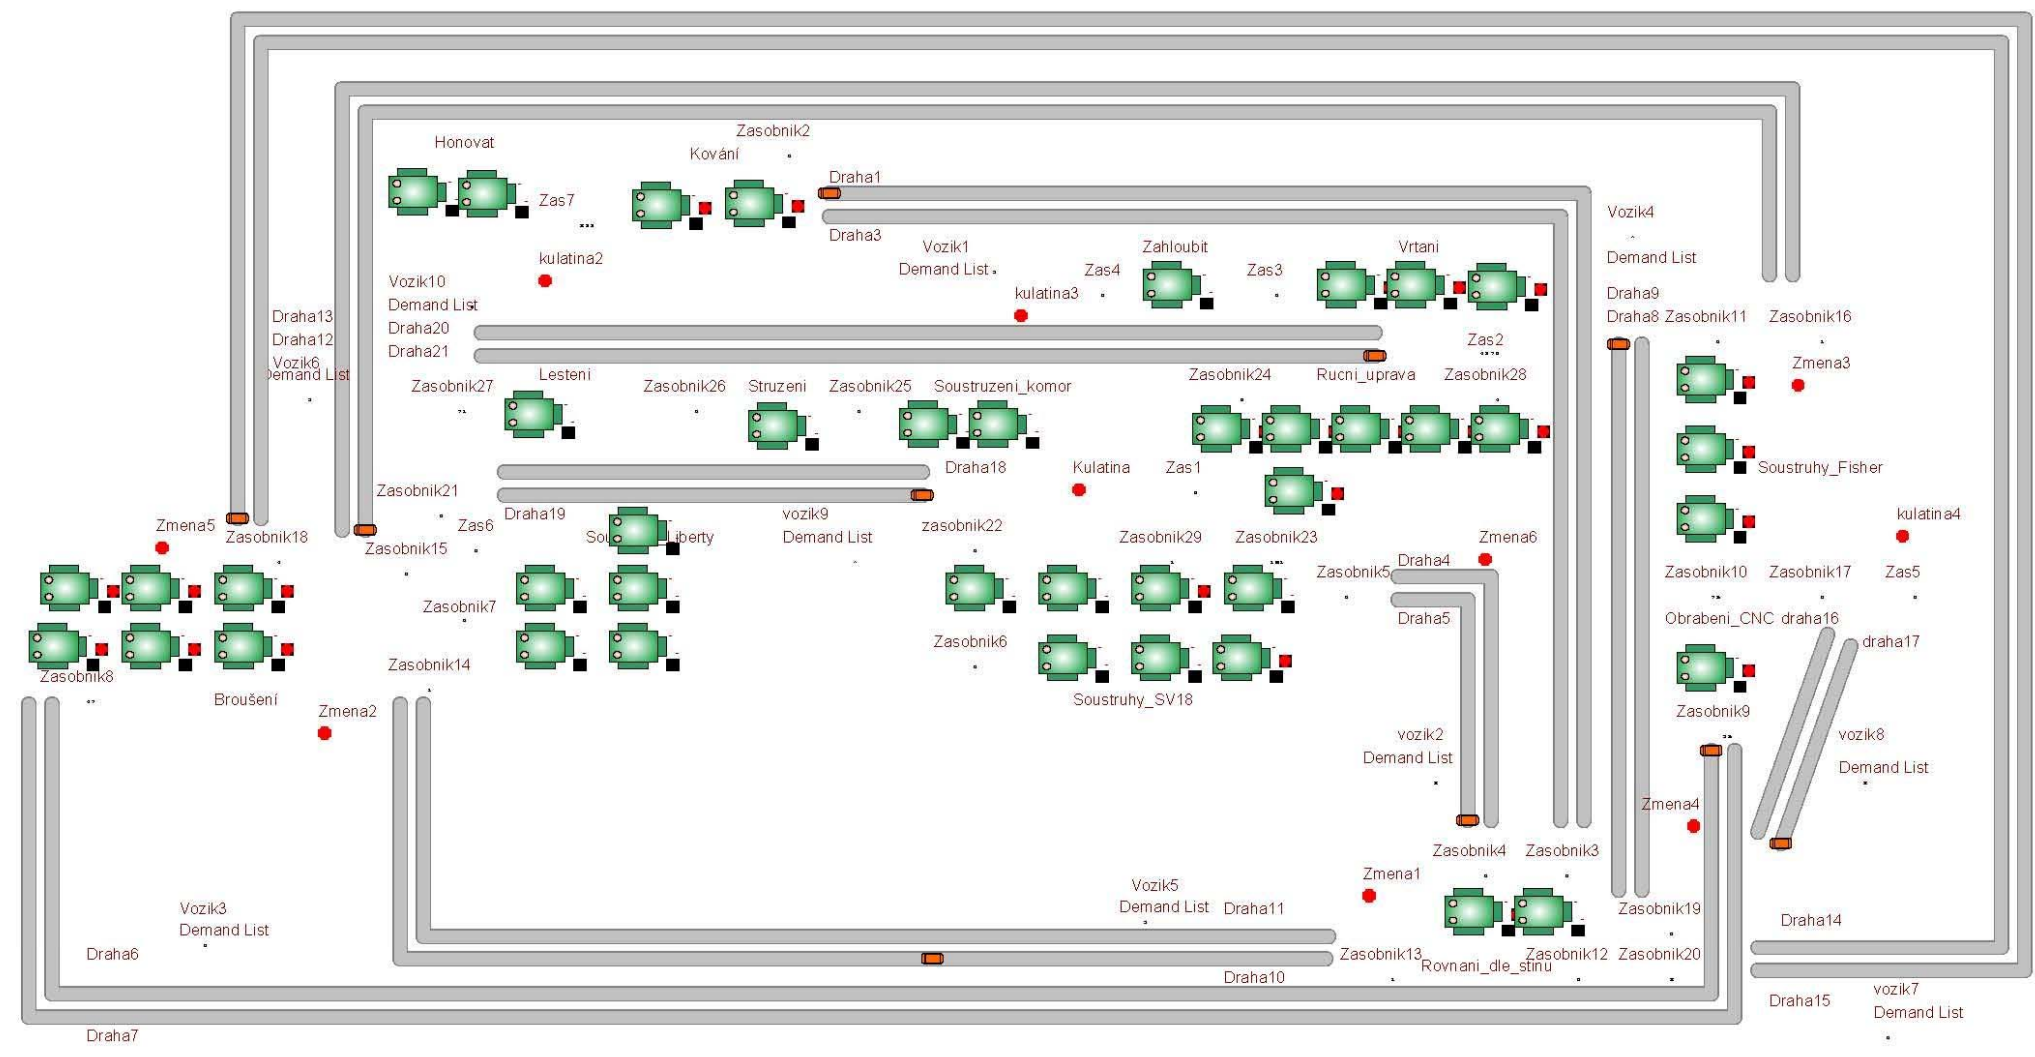 Zasobnik2
Honovat
Kování
Draha1
Zas7
Vozik4
Draha3
Vozik1
Demand List
Zahloubit
Vrtani
kulatina2
Demand List
Zas4
Zas3
Vozik10
Demand List
kulatina3
Draha9
Draha13
Draha20
Draha8
Zasobnik11
Zasobnik16
Draha12
Draha21
Zas2
Vozik6
Demand List
Zmena3
Lesteni
Zasobnik24
Rucni_uprava
Zasobnik28
Zasobnik27
Zasobnik26
Struzeni
Zasobnik25
Soustruzeni_komor
Draha18
Kulatina
Zas1
Soustruhy_Fisher
Zasobnik21
Draha19
vozik9
kulatina4
Zmena5
Zas6
zasobnik22
Zasobnik18
Demand List
Zasobnik29
Zasobnik23
Zmena6
Zasobnik15
Draha4
Zasobnik5
Zasobnik10
Zasobnik17
Zas5
Zasobnik7
Draha5
Obrabeni_CNC
draha16
Zasobnik6
draha17
Zasobnik14
Zasobnik8
Broušení
Soustruhy_SV18
Zmena2
Zasobnik9
vozik2
vozik8
Demand List
Demand List
Zmena4
Zasobnik4
Zasobnik3
Zmena1
Vozik5
Vozik3
Demand List
Draha11
Zasobnik19
Draha14
Demand List
Draha6
Zasobnik13
Rovnani_dle_stinu
Zasobnik12
Zasobnik20
Draha10
vozik7
Draha15
Demand List
Draha7